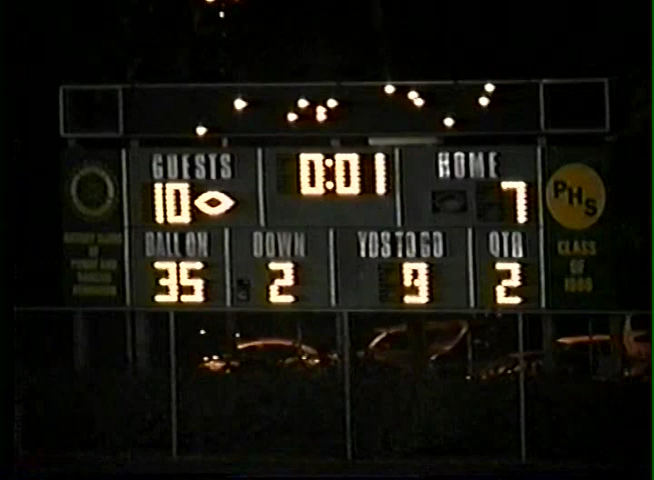 GUESTS 0:01 HOME
10 7
PHS
BALL ON DOWN YDS TO GO QTR
35 2 9 2
CLASS
OF